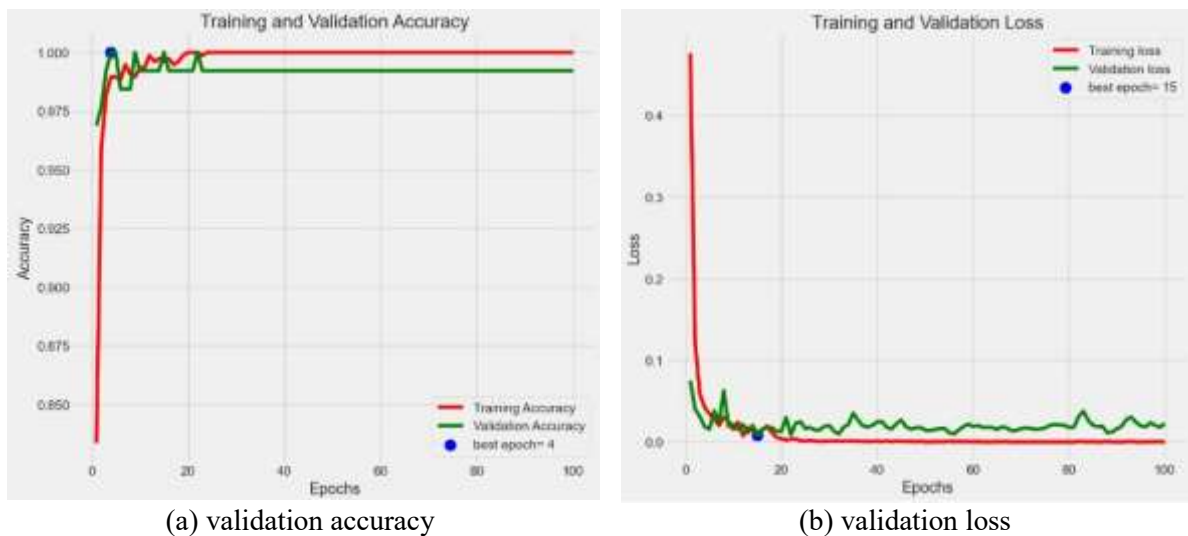 Training and Validation Accuracy
1.000
0.975
0.950
0.925
0.900
0.875
0.850
Accuracy
Training Accuracy
Validation Accuracy
best epoch= 4
0 20 40 60 80 100
Epochs
(a) validation accuracy
Training and Validation Loss
Training loss
Validation loss
best epoch= 15
0.4
0.3
0.2
0.1
0.0
Loss
0 20 40 60 80 100
Epochs
(b) validation loss